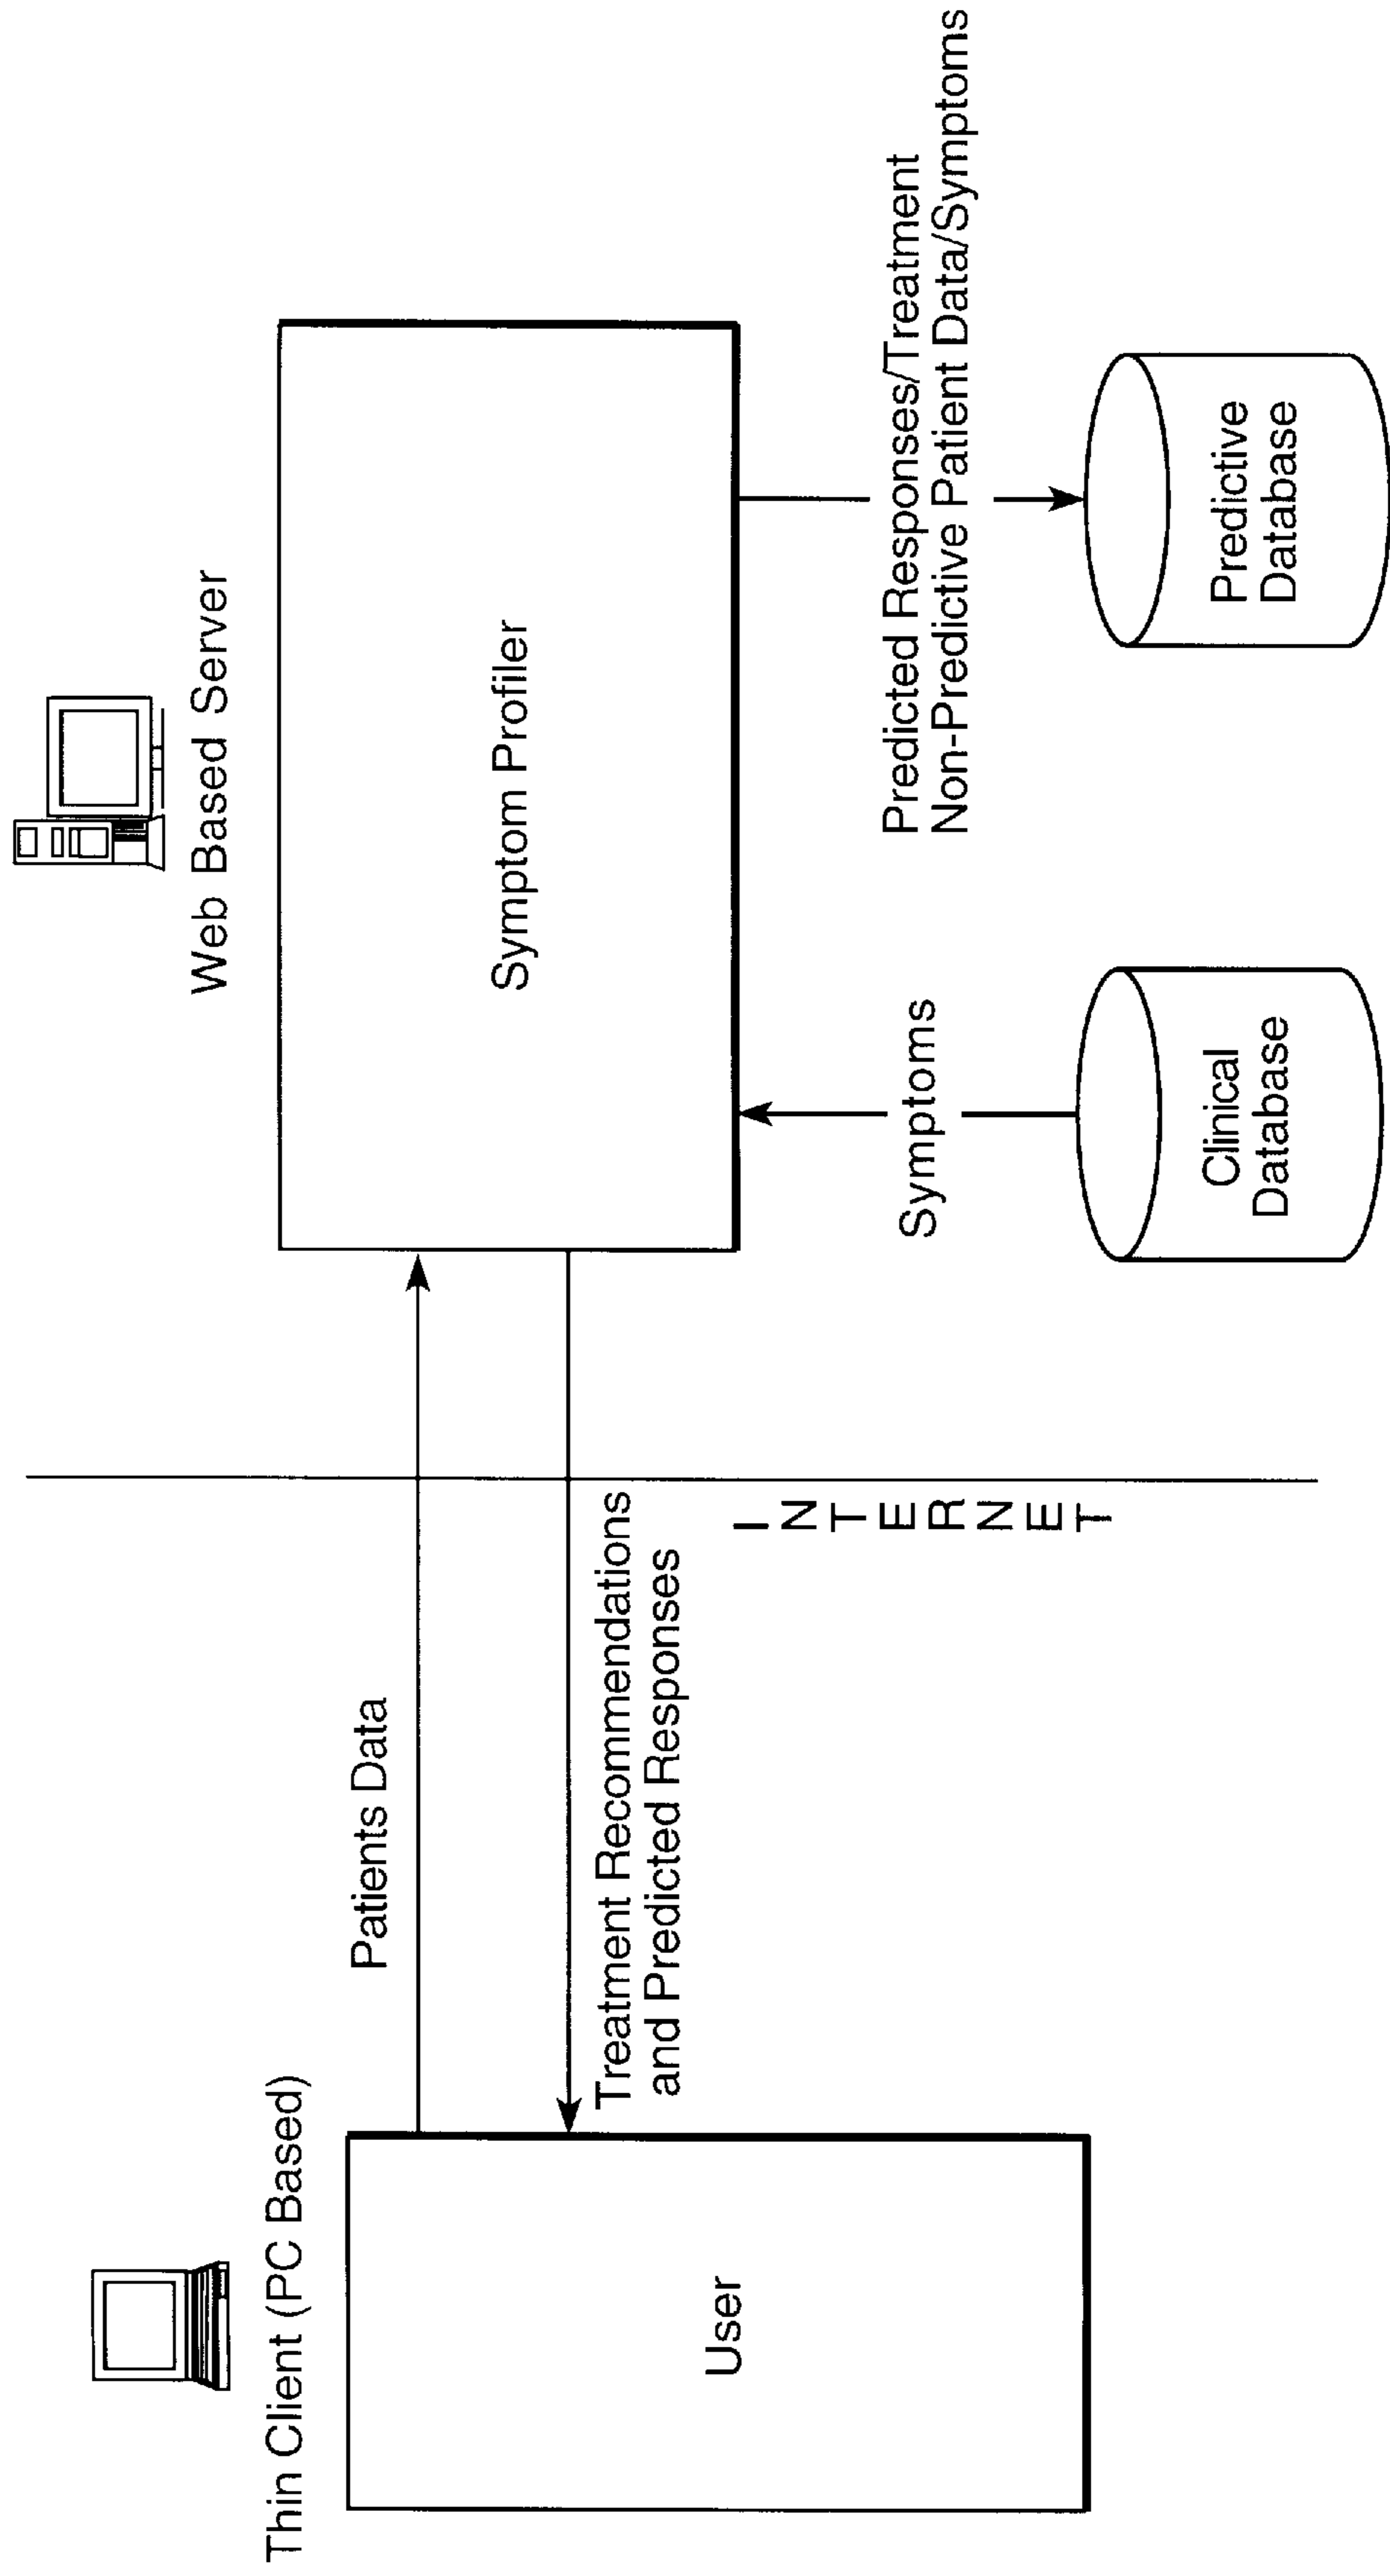 Thin Client (PC Based)
User
Patients Data
Treatment Recommendations
and Predicted Responses
INTERNET
Web Based Server
Symptom Profiler
Symptoms
Clinical
Database
Predicted Responses/Treatment
Non-Predictive Patient Data/Symptoms
Predictive
Database